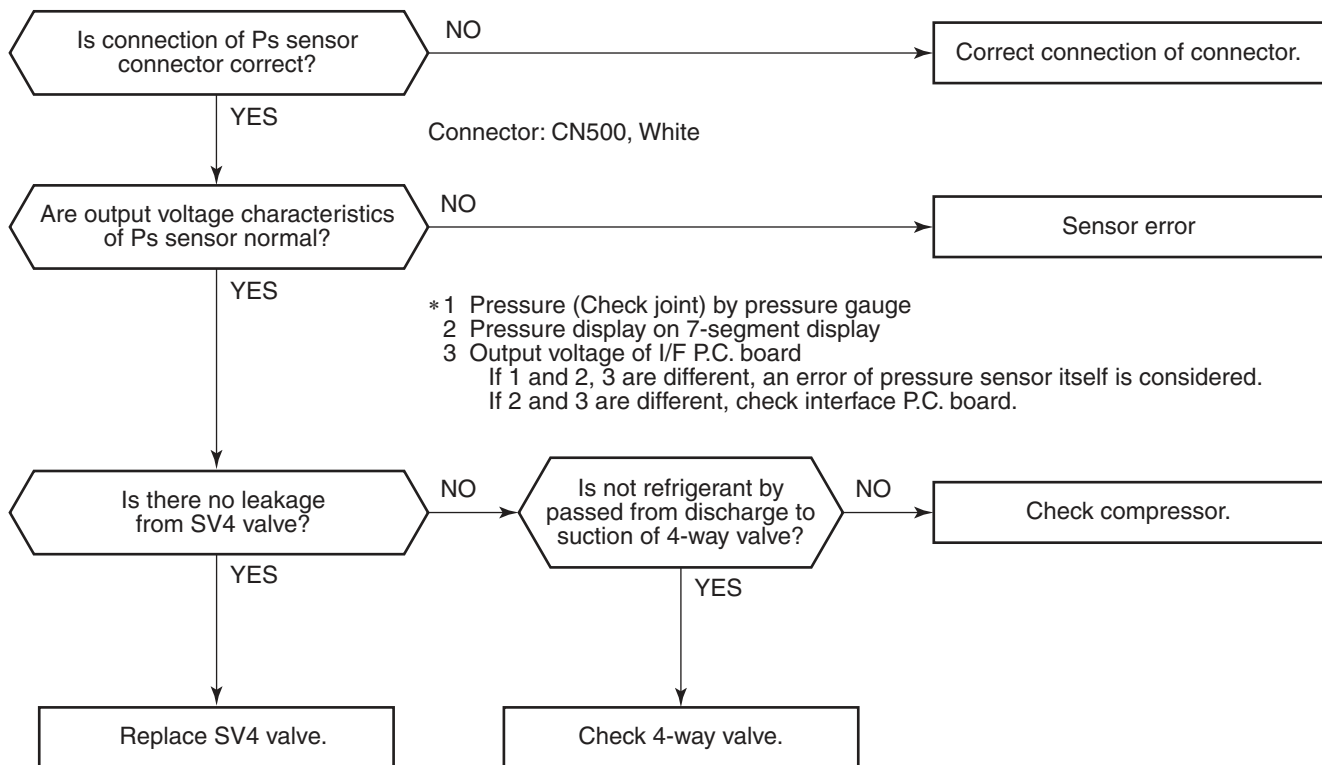 Is connection of Ps sensor
connector correct?
NO
Correct connection of connector.
YES
Connector: CN500, White
Are output voltage characteristics
of Ps sensor normal?
NO
Sensor error
YES
*1 Pressure (Check joint) by pressure gauge
2 Pressure display on 7-segment display
3 Output voltage of I/F P.C. board
If 1 and 2, 3 are different, an error of pressure sensor itself is considered.
If 2 and 3 are different, check interface P.C. board.
Is there no leakage
from SV4 valve?
NO
Is not refrigerant by
passed from discharge to
suction of 4-way valve?
NO
Check compressor.
YES
YES
Replace SV4 valve.
Check 4-way valve.